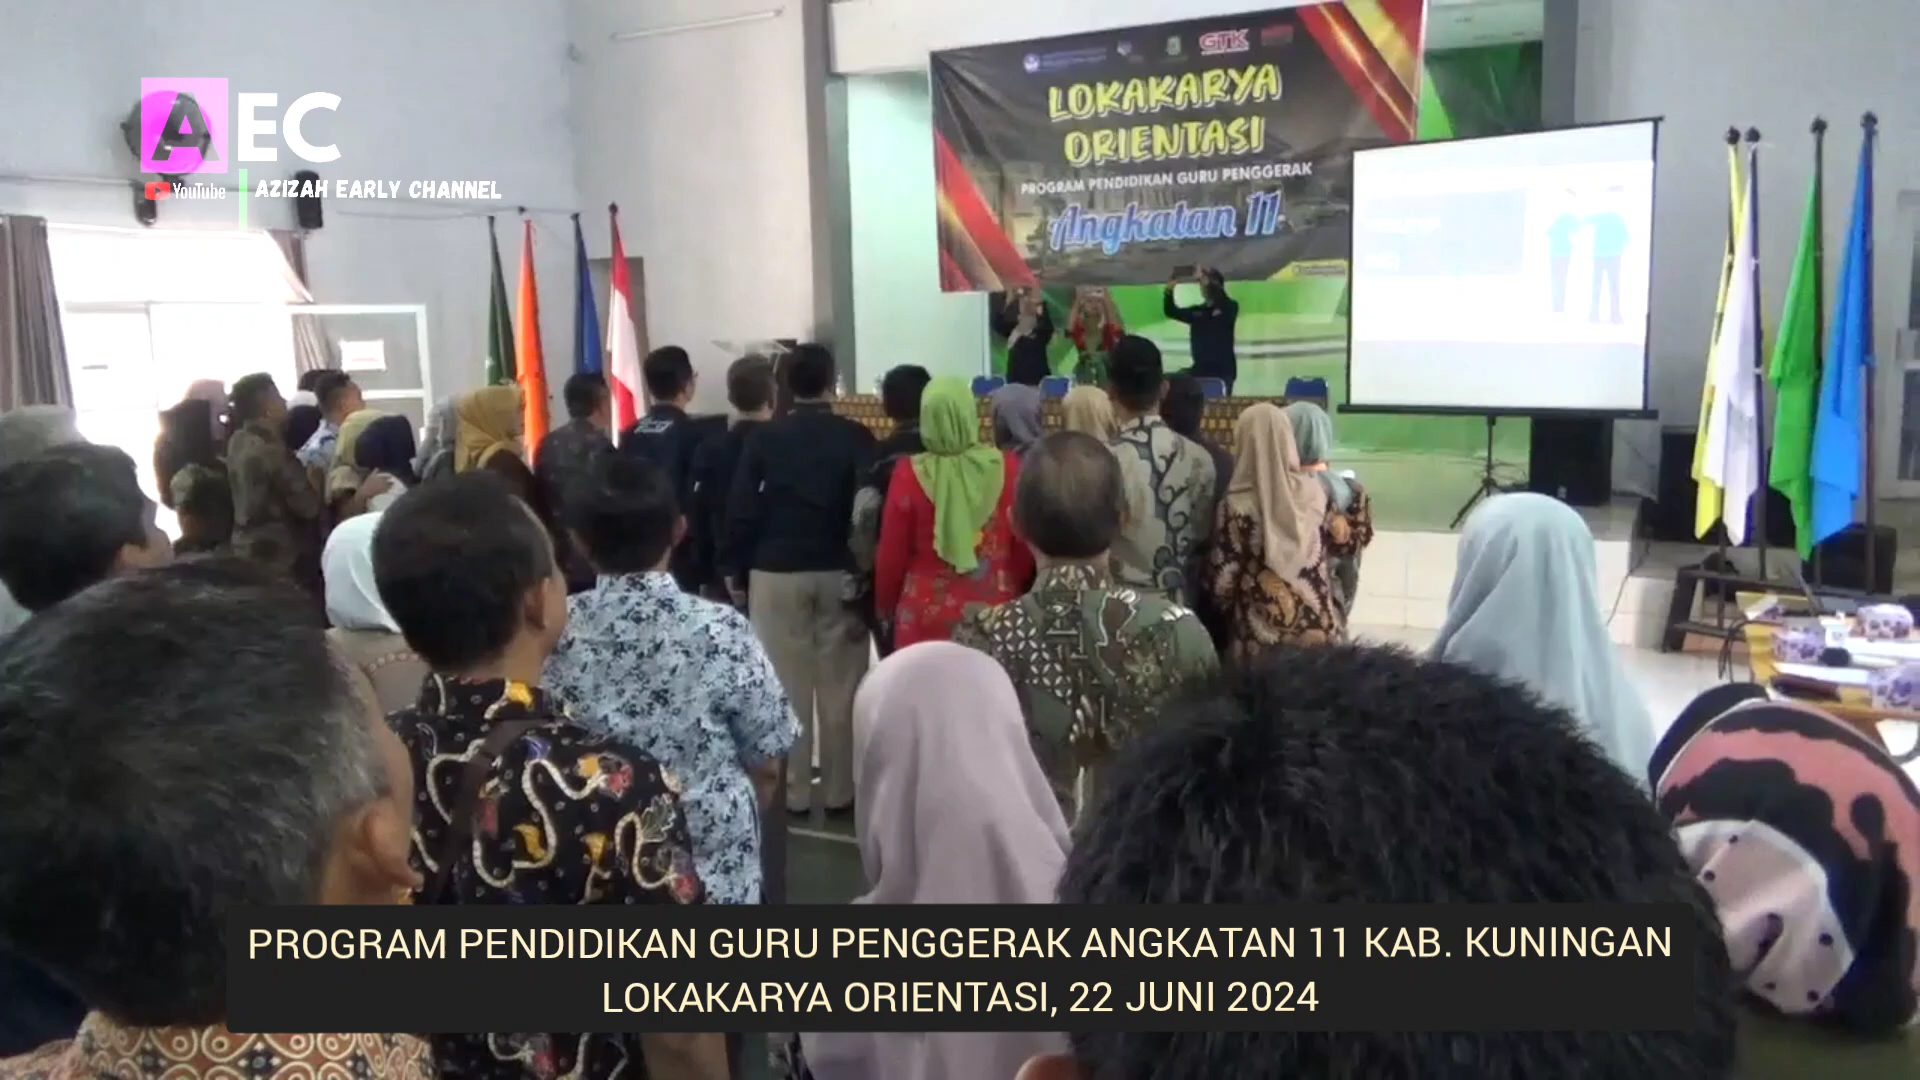 AEC
YouTube
AZIZAH EARLY CHANNEL
GTK
LOKAKARYA
ORIENTASI
PROGRAM PENDIDIKAN GURU PENGGERAK
Angkatan 11
PROGRAM PENDIDIKAN GURU PENGGERAK ANGKATAN 11 KAB. KUNINGAN
LOKAKARYA ORIENTASI, 22 JUNI 2024